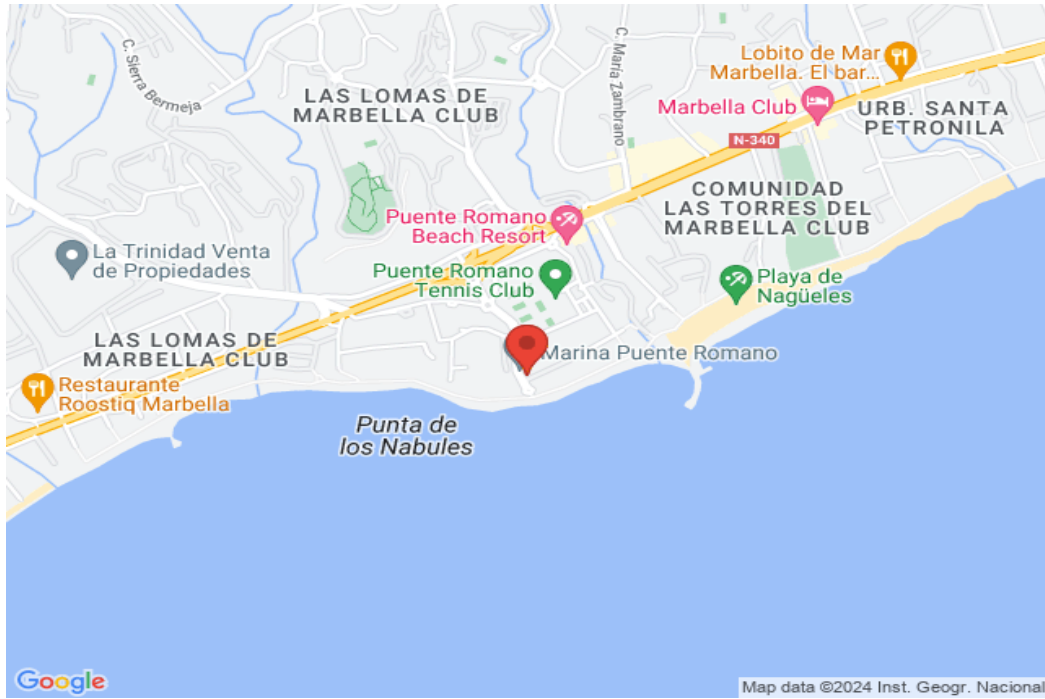 C. Sierra Bermeja
C. María Zambrano
Lobito de Mar
Marbella. El bar...
LAS LOMAS DE
MARBELLA CLUB
Marbella Club
URB. SANTA
PETRONILA
N-340
COMUNIDAD
LAS TORRES DEL
MARBELLA CLUB
Puente Romano
Beach Resort
La Trinidad Venta
de Propiedades
Puente Romano
Tennis Club
Playa de
Nagüeles
LAS LOMAS DE
MARBELLA CLUB
Marina Puente Romano
Restaurante
Roostiq Marbella
Punta de
los Nabules
Google
Map data ©2024 Inst. Geogr. Nacional